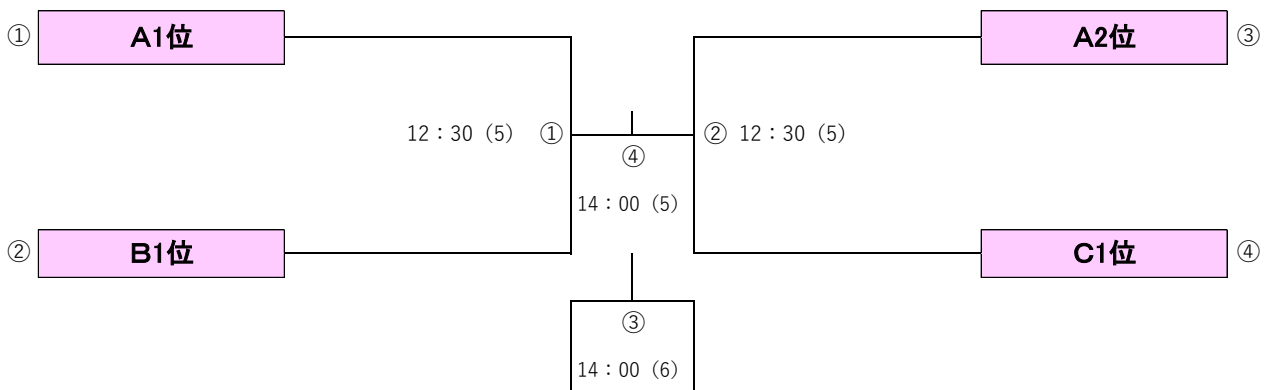 ① A1位 A2位 ③
12：30（5） ① ② 12：30（5）
④
14：00（5）
② B1位 C1位 ④
③
14：00（6）